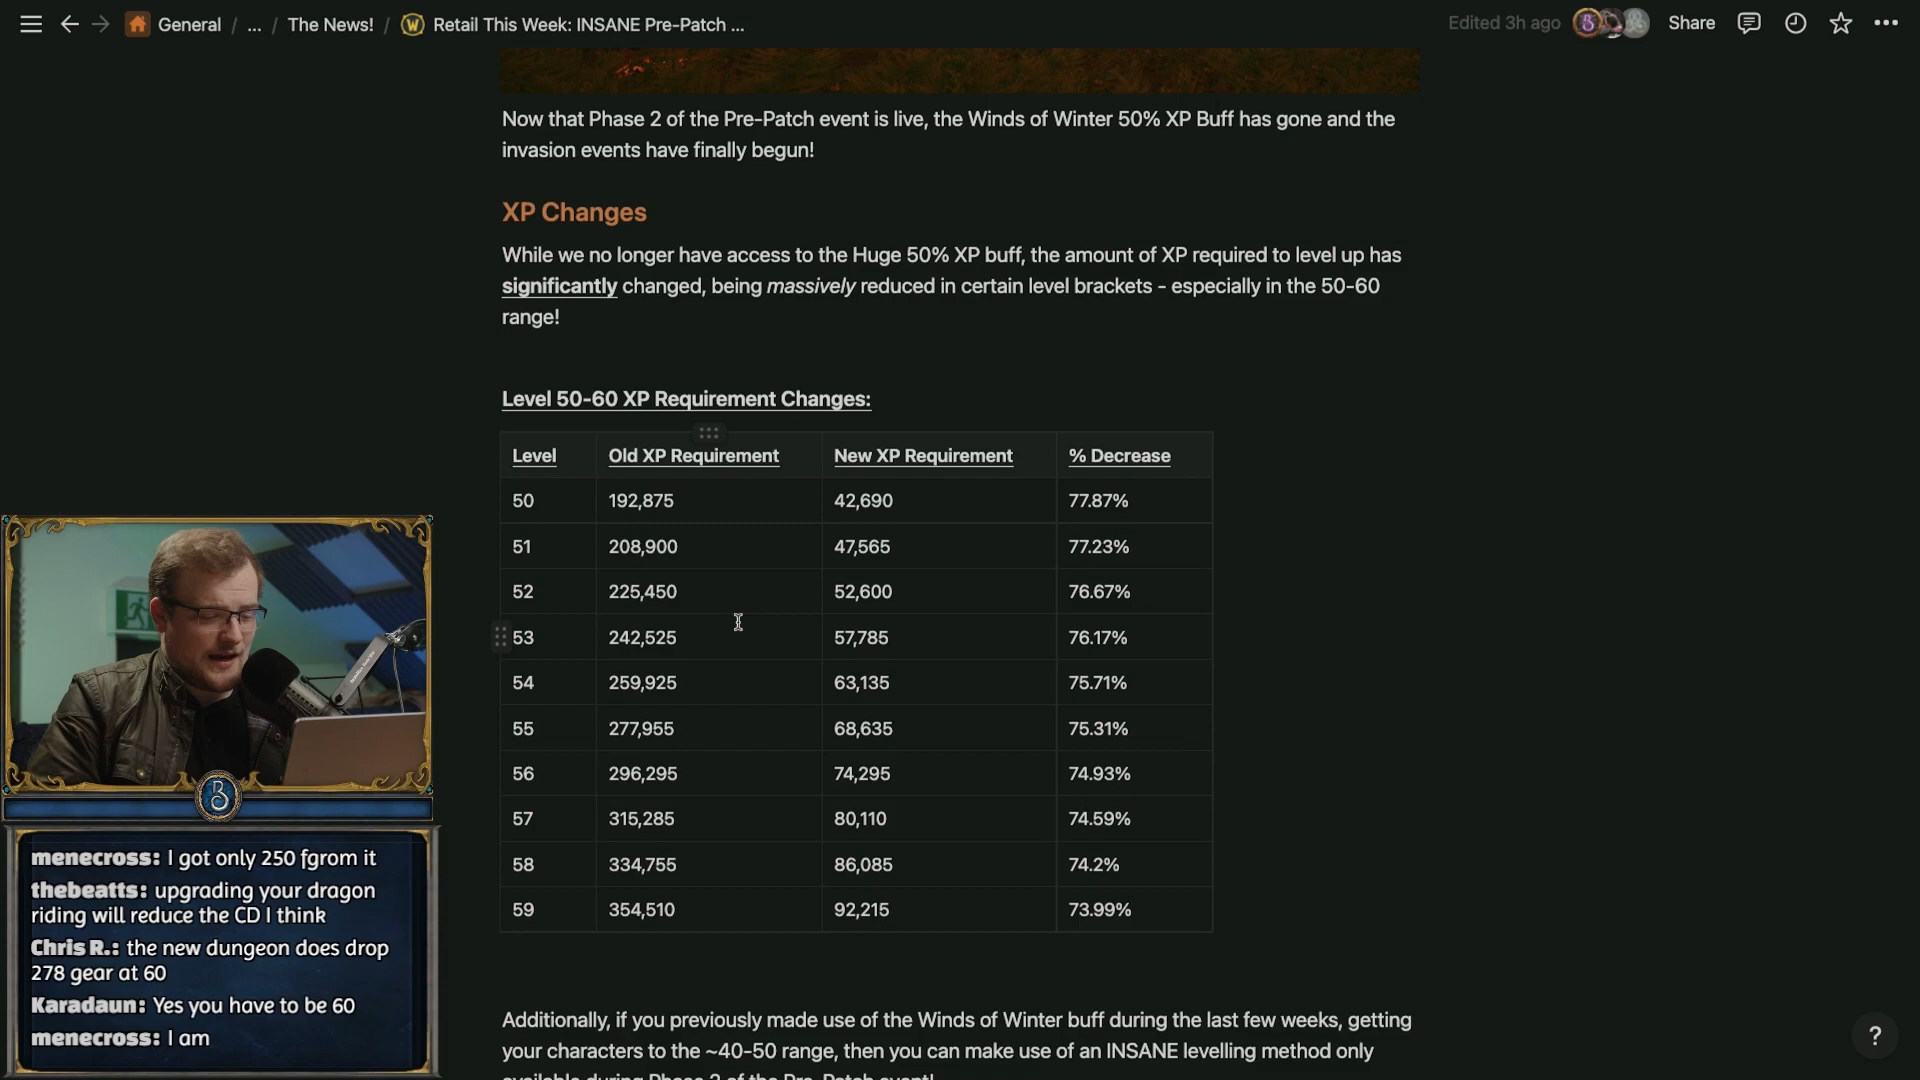 General / ... / The News! / Retail This Week: INSANE Pre-Patch ...
Edited 3h ago
Share
Now that Phase 2 of the Pre-Patch event is live, the Winds of Winter 50% XP Buff has gone and the
invasion events have finally begun!
XP Changes
While we no longer have access to the Huge 50% XP buff, the amount of XP required to level up has
significantly changed, being massively reduced in certain level brackets - especially in the 50-60
range!
Level 50-60 XP Requirement Changes:
Level Old XP Requirement New XP Requirement % Decrease
50 192,875 42,690 77.87%
51 208,900 47,565 77.23%
52 225,450 52,600 76.67%
53 242,525 57,785 76.17%
54 259,925 63,135 75.71%
55 277,955 68,635 75.31%
56 296,295 74,295 74.93%
57 315,285 80,110 74.59%
58 334,755 86,085 74.2%
59 354,510 92,215 73.99%
Additionally, if you previously made use of the Winds of Winter buff during the last few weeks, getting
your characters to the ~40-50 range, then you can make use of an INSANE levelling method only
available during Phase 2 of the Pre-Patch event!
menecross: I got only 250 fgrom it
thebeatts: upgrading your dragon
riding will reduce the CD I think
Chris R.: the new dungeon does drop
278 gear at 60
Karadaun: Yes you have to be 60
menecross: I am
?